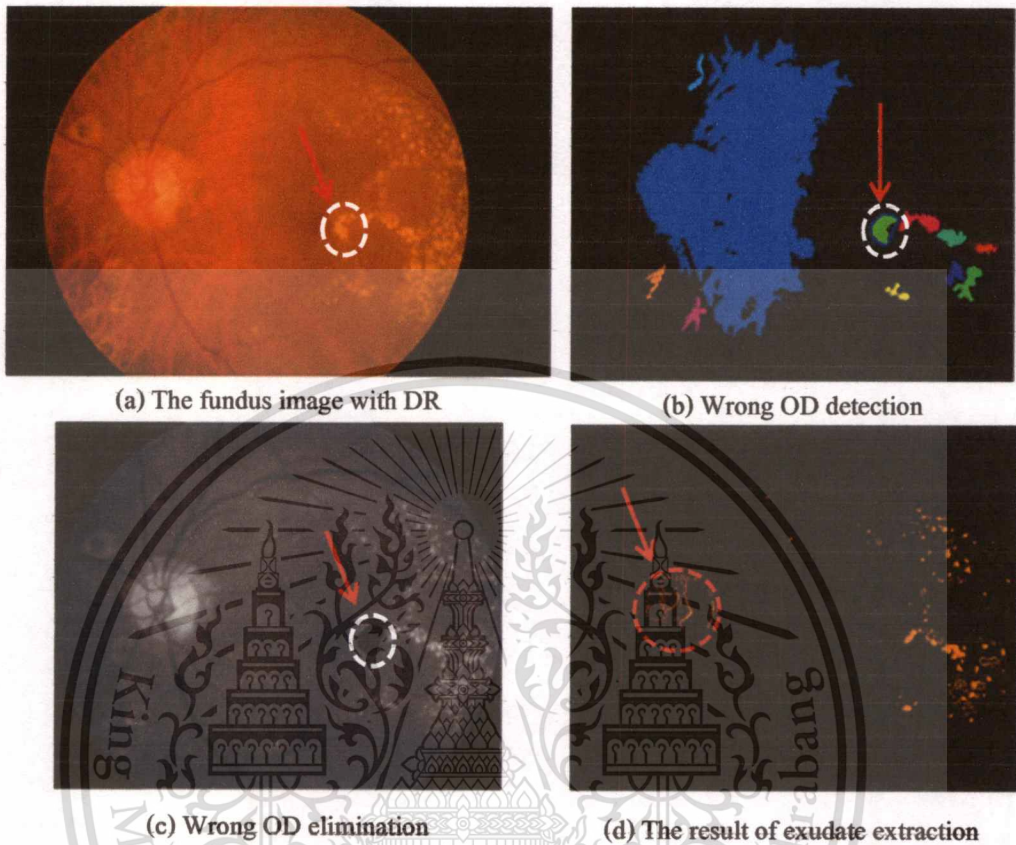 (a) The fundus image with DR
(b) Wrong OD detection
(c) Wrong OD elimination
(d) The result of exudate extraction
King
rabang
M